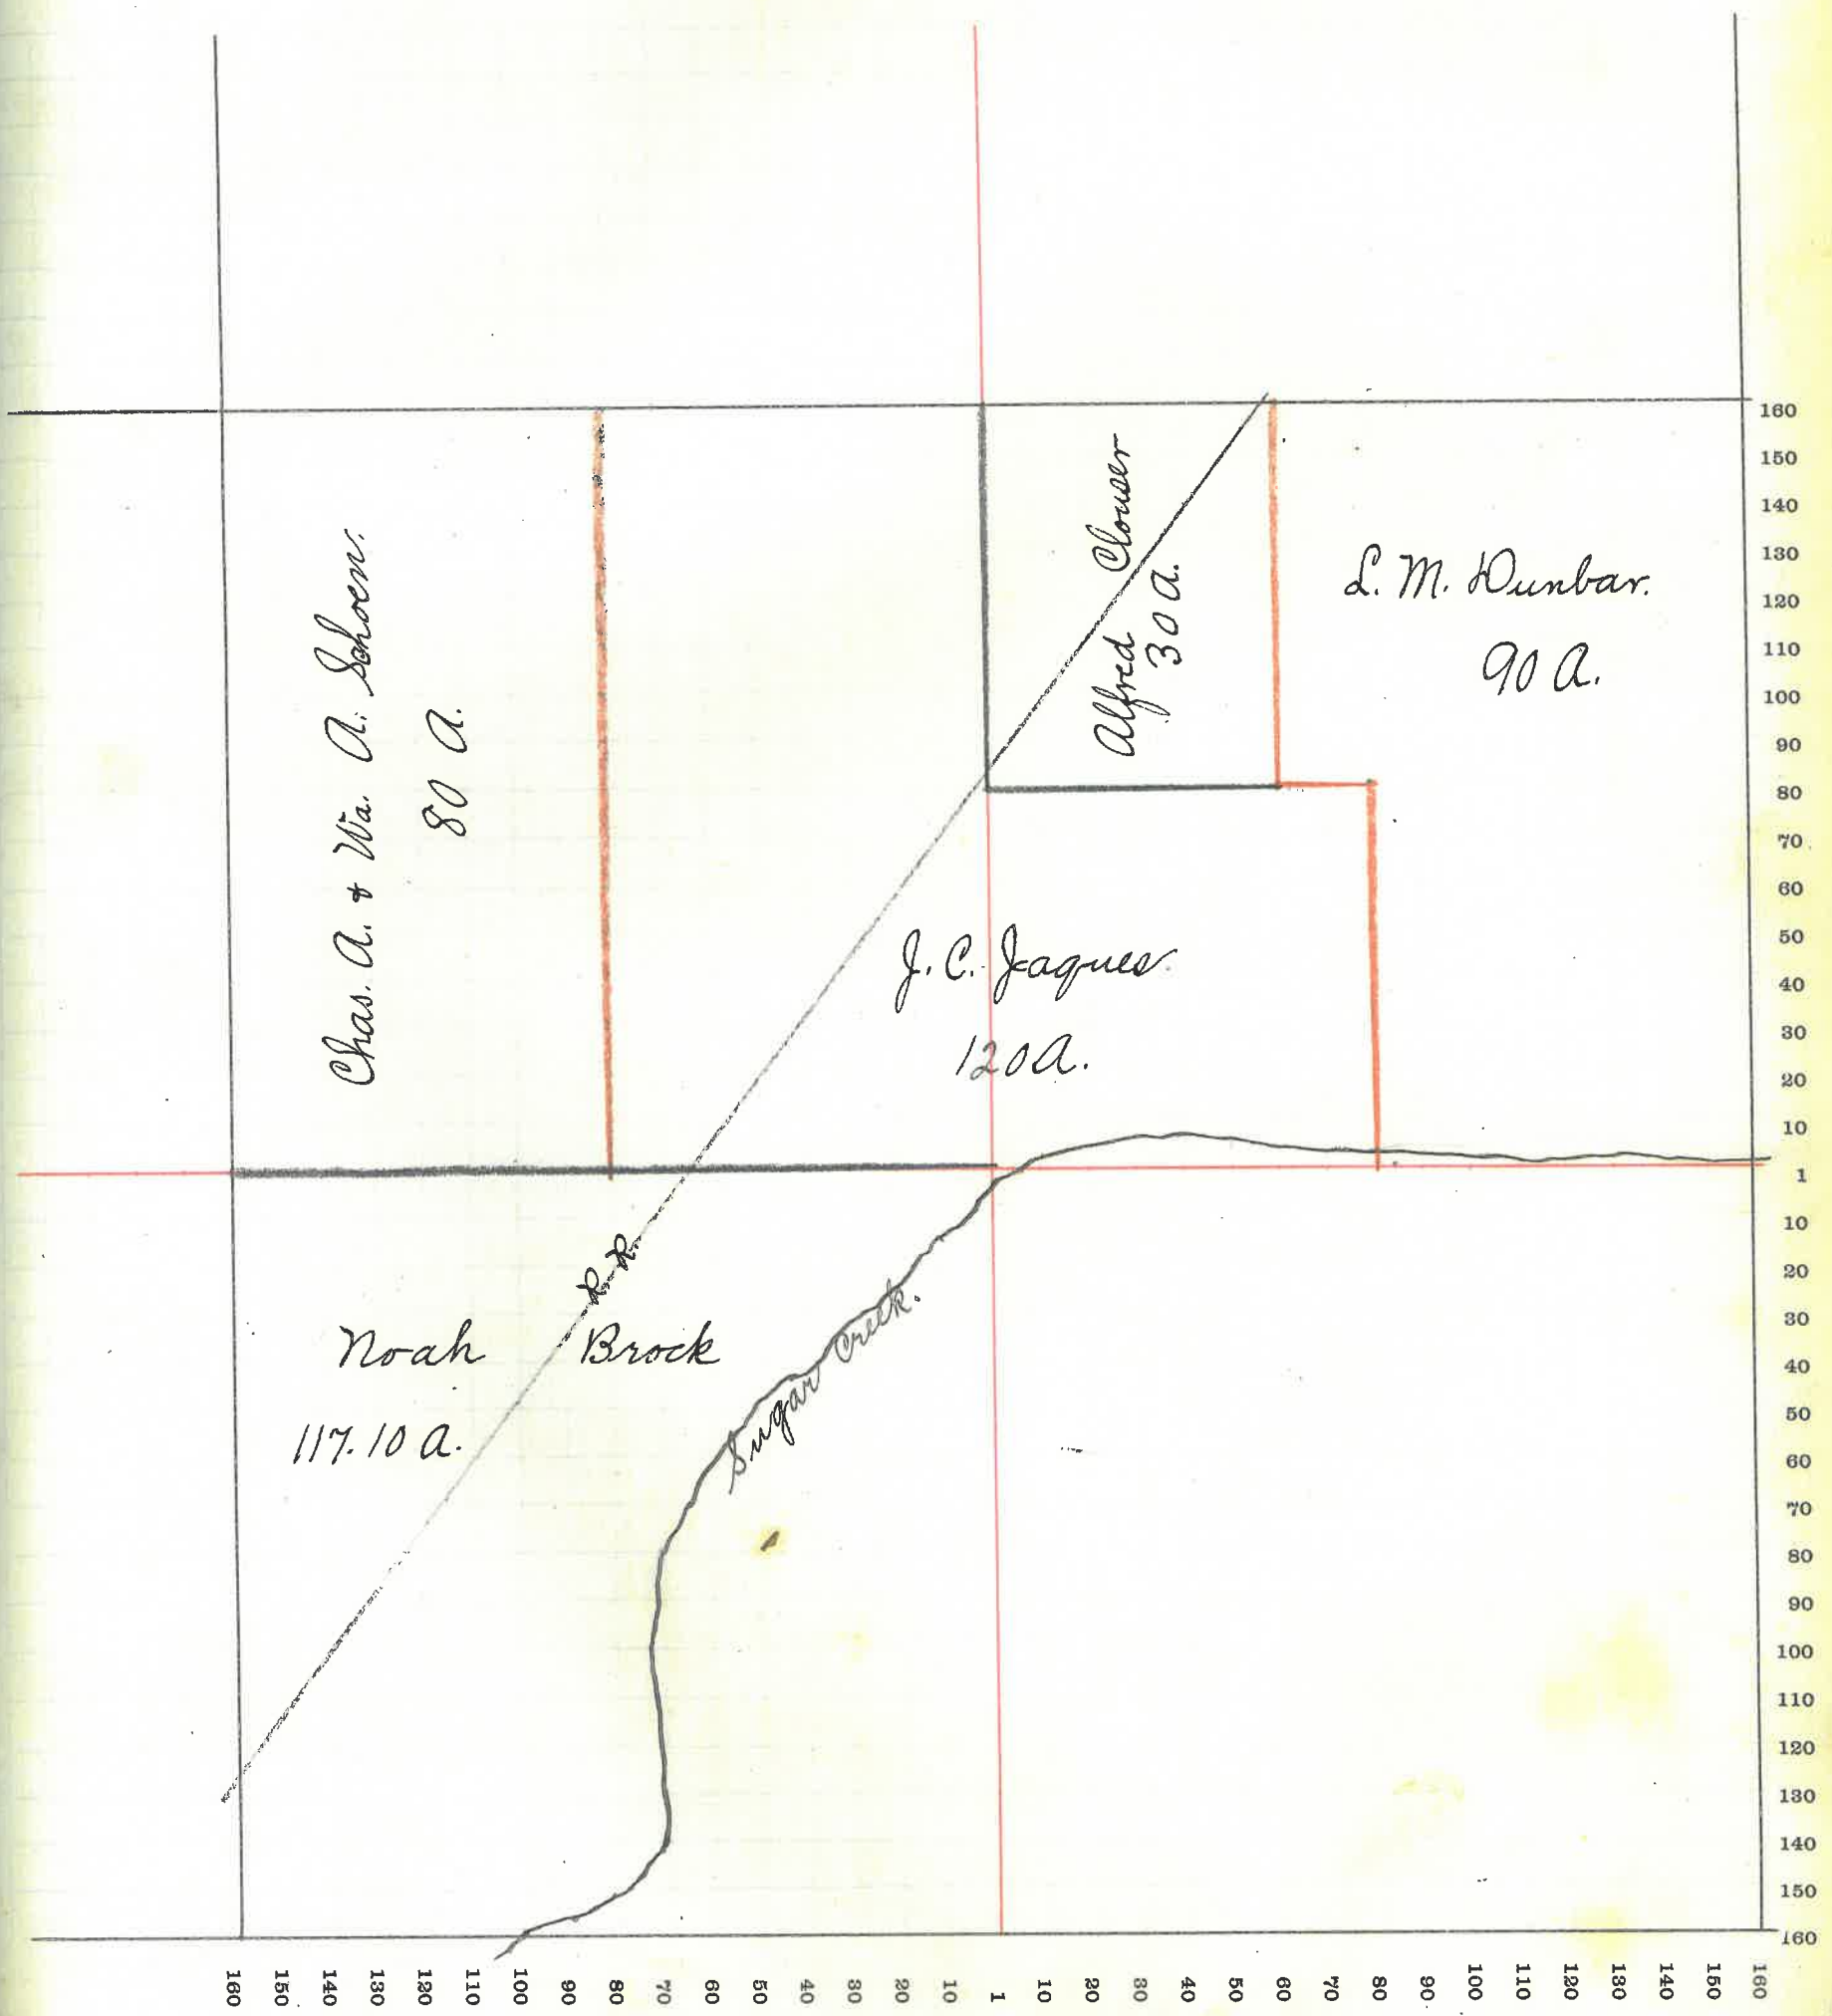 Chas. A. & Wa. A. Schoen.
80 A.
Alfred Clouser
30 A.
L. M. Dunbar.
90 A.
J. C. Jaques
120 A.
R. R.
Noah Brock
117.10 A.
Sugar Creek.
160
150
140
130
120
110
100
90
80
70
60
50
40
30
20
10
1
10
20
30
40
50
60
70
80
90
100
110
120
130
140
150
160
160 150 140 130 120 110 100 90 80 70 60 50 40 30 20 10 1 10 20 30 40 50 60 70 80 90 100 110 120 130 140 150 160